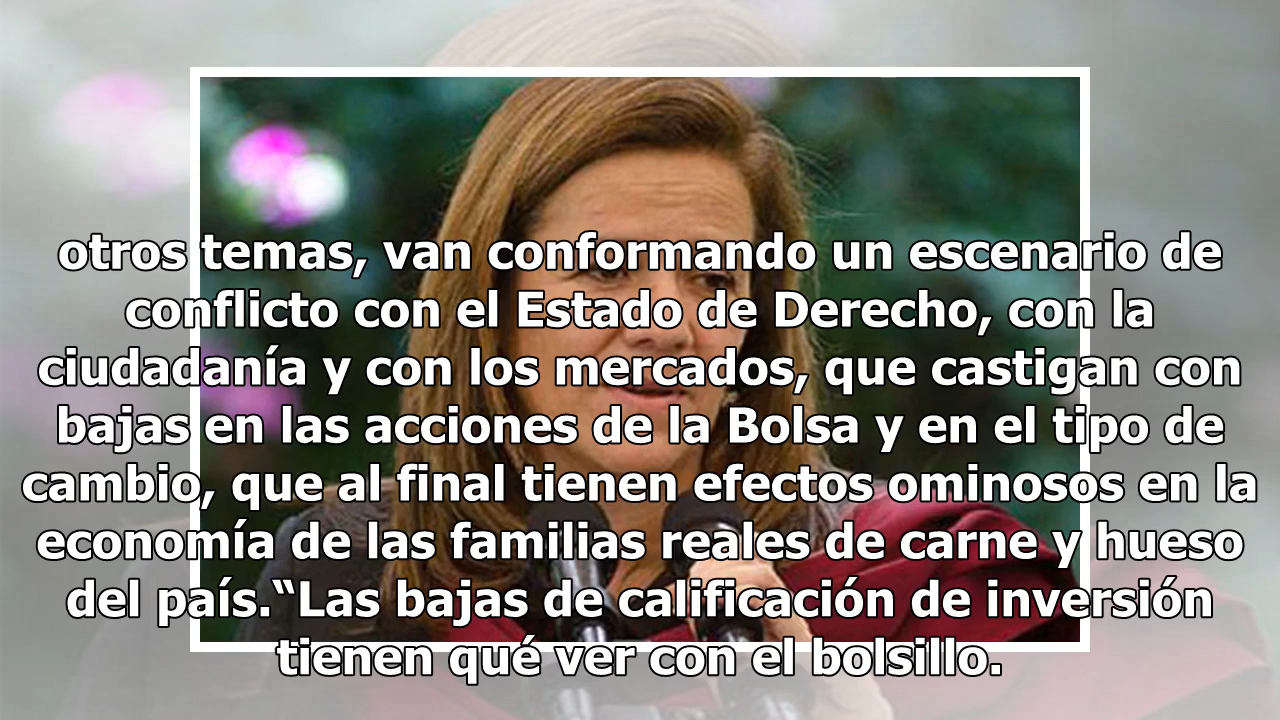 otros temas, van conformando un escenario de
conflicto con el Estado de Derecho, con la
ciudadanía y con los mercados, que castigan con
bajas en las acciones de la Bolsa y en el tipo de
cambio, que al final tienen efectos ominosos en la
economía de las familias reales de carne y hueso
del país.“Las bajas de calificación de inversión
tienen qué ver con el bolsillo.